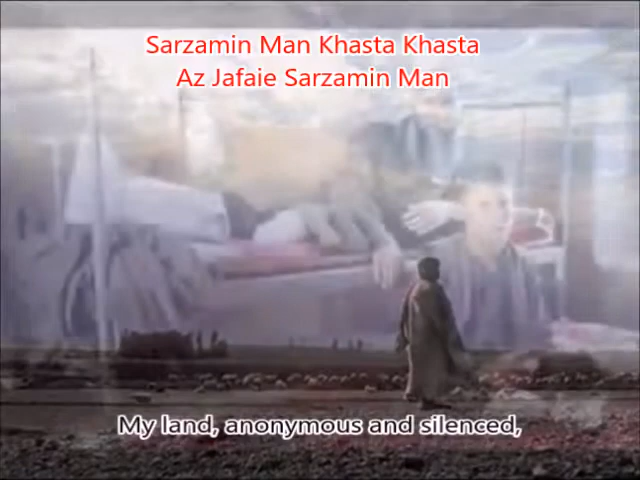 Sarzamin Man Khasta Khasta
Az Jafaie Sarzamin Man
My land, anonymous and silenced,